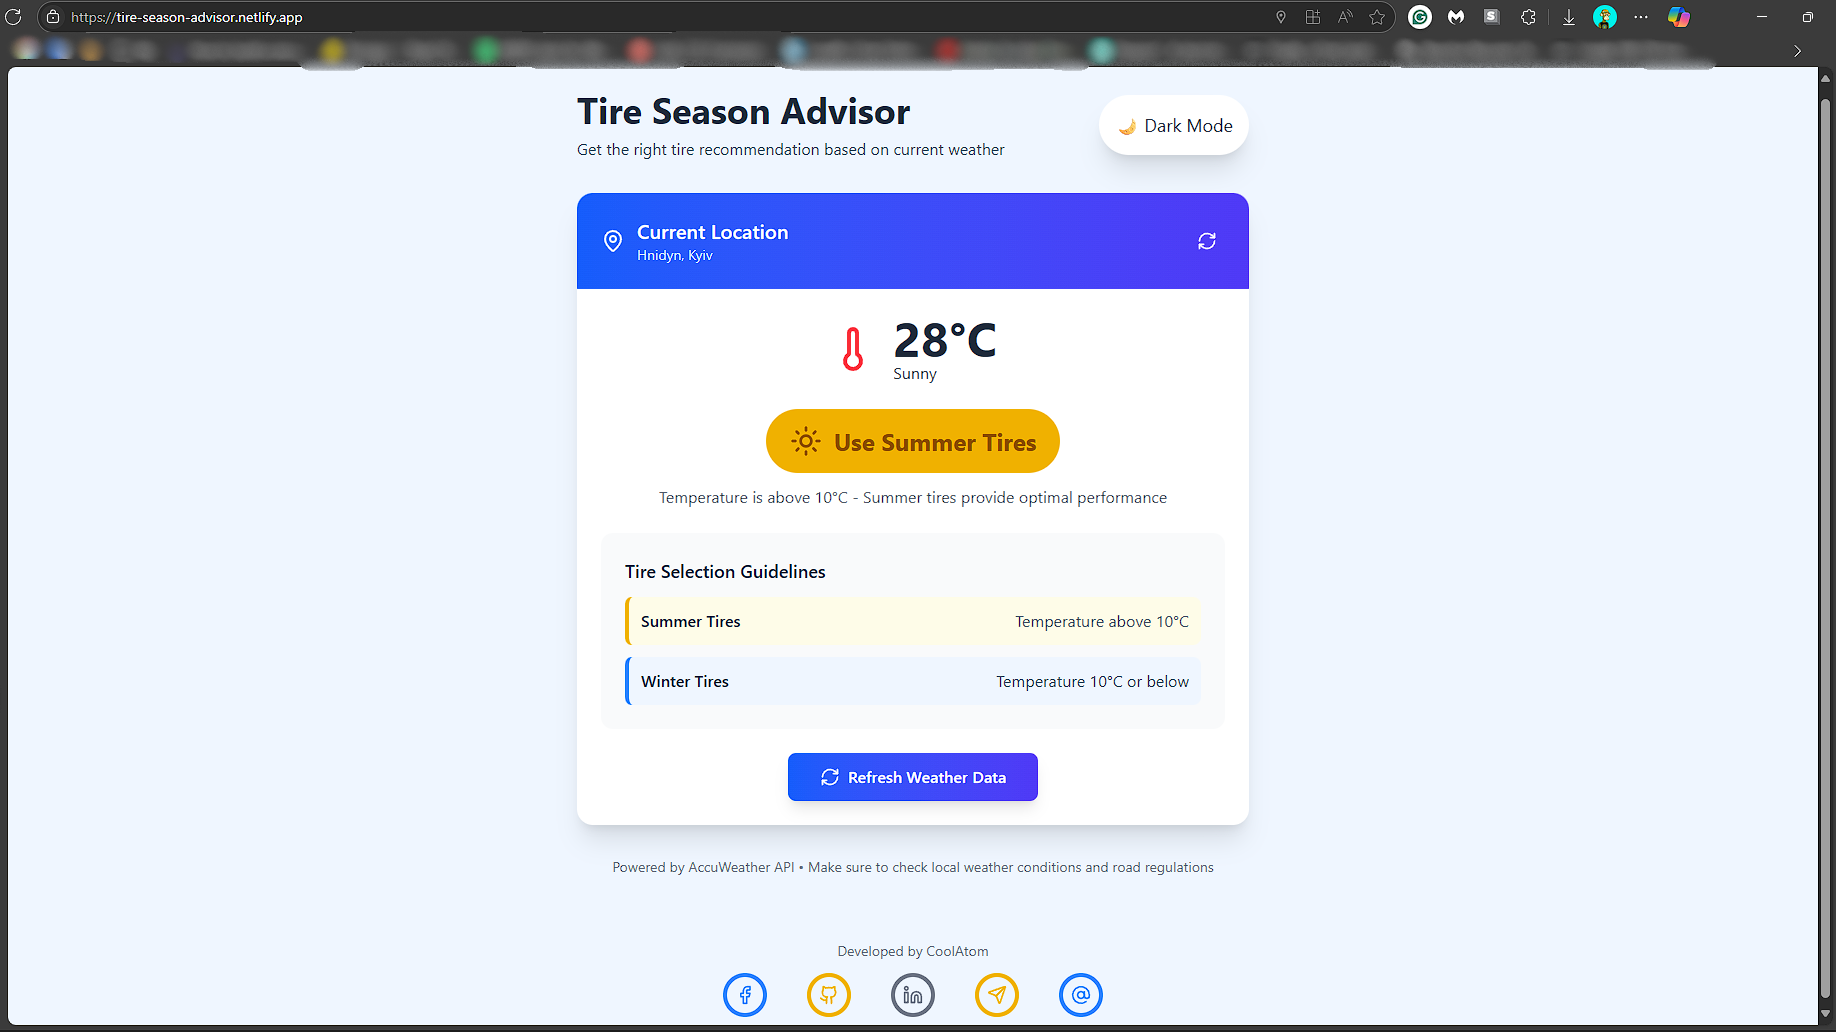 https://tire-season-advisor.netlify.app
Tire Season Advisor
Get the right tire recommendation based on current weather
🌙 Dark Mode
Current Location
Hnidyn, Kyiv
28°C
Sunny
Use Summer Tires
Temperature is above 10°C - Summer tires provide optimal performance
Tire Selection Guidelines
Summer Tires Temperature above 10°C
Winter Tires Temperature 10°C or below
Refresh Weather Data
Powered by AccuWeather API • Make sure to check local weather conditions and road regulations
Developed by CoolAtom